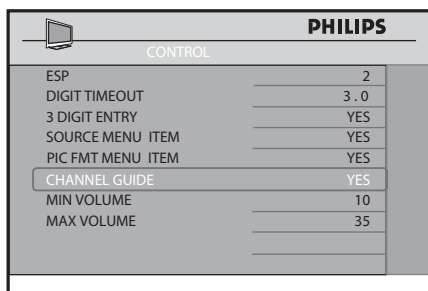 PHILIPS
CONTROL
ESP 2
DIGIT TIMEOUT 3.0
3 DIGIT ENTRY YES
SOURCE MENU ITEM YES
PIC FMT MENU ITEM YES
CHANNEL GUIDE YES
MIN VOLUME 10
MAX VOLUME 35